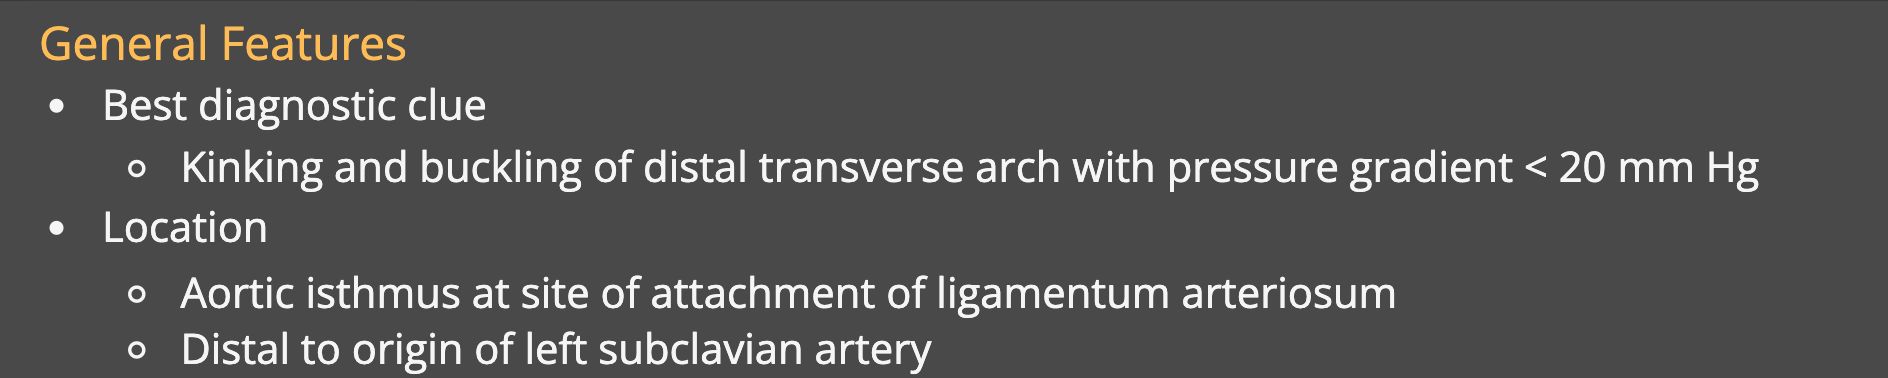 General Features
• Best diagnostic clue
◦ Kinking and buckling of distal transverse arch with pressure gradient < 20 mm Hg
• Location
◦ Aortic isthmus at site of attachment of ligamentum arteriosum
◦ Distal to origin of left subclavian artery